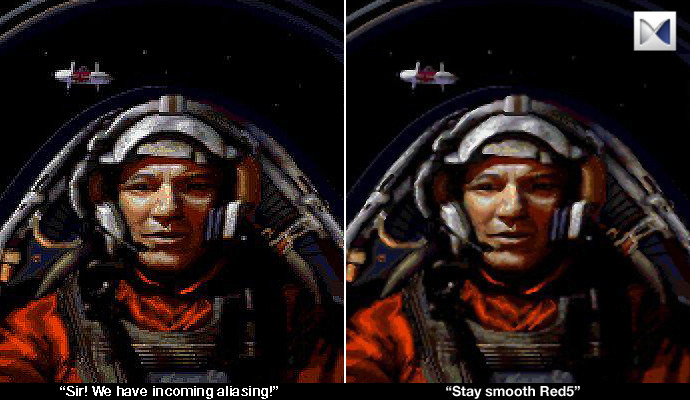 “Sir! We have incoming aliasing!”
“Stay smooth Red5”